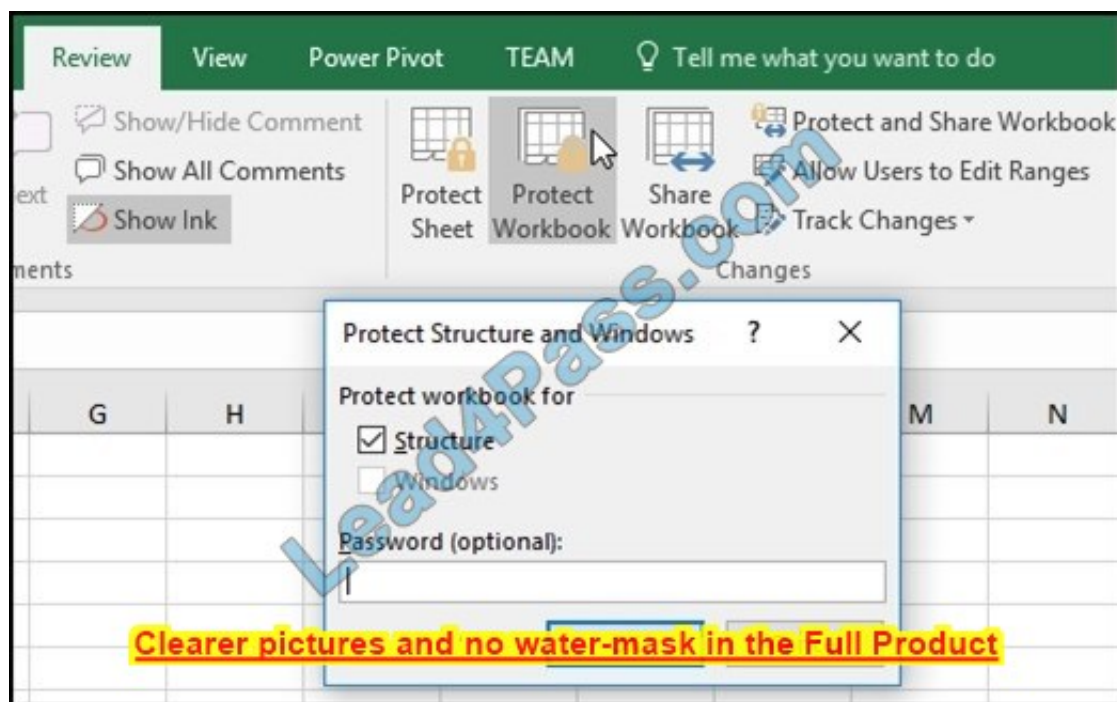 Review View Power Pivot TEAM Tell me what you want to do
Show/Hide Comment
Show All Comments
ext
Show Ink
ments
Protect Sheet
Protect Workbook
Share Workbook
Protect and Share Workbook
Allow Users to Edit Ranges
Track Changes
Changes
Protect Structure and Windows ?
G H M N
Protect workbook for
Structure
Windows
Password (optional):
Lead4Pass.com
Clearer pictures and no water-mask in the Full Product